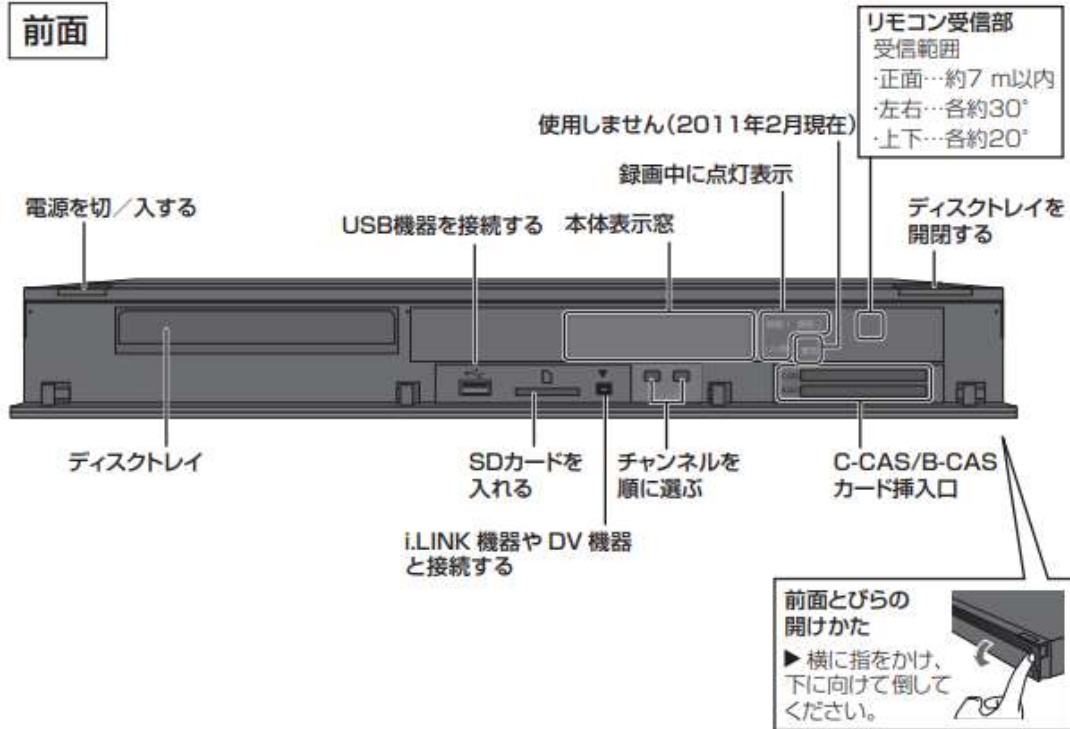 前面
リモコン受信部
受信範囲
·正面…約7 m以内
·左右…各約30°
·上下…各約20°
使用しません(2011年2月現在)
録画中に点灯表示
電源を切／入する
USB機器を接続する
本体表示窓
ディスクトレイを
開閉する
ディスクトレイ
SDカードを
入れる
チャンネルを
順に選ぶ
C-CAS/B-CAS
カード挿入口
i.LINK 機器や DV 機器
と接続する
前面とびらの
開けかた
▶ 横に指をかけ、
下に向けて倒して
ください。